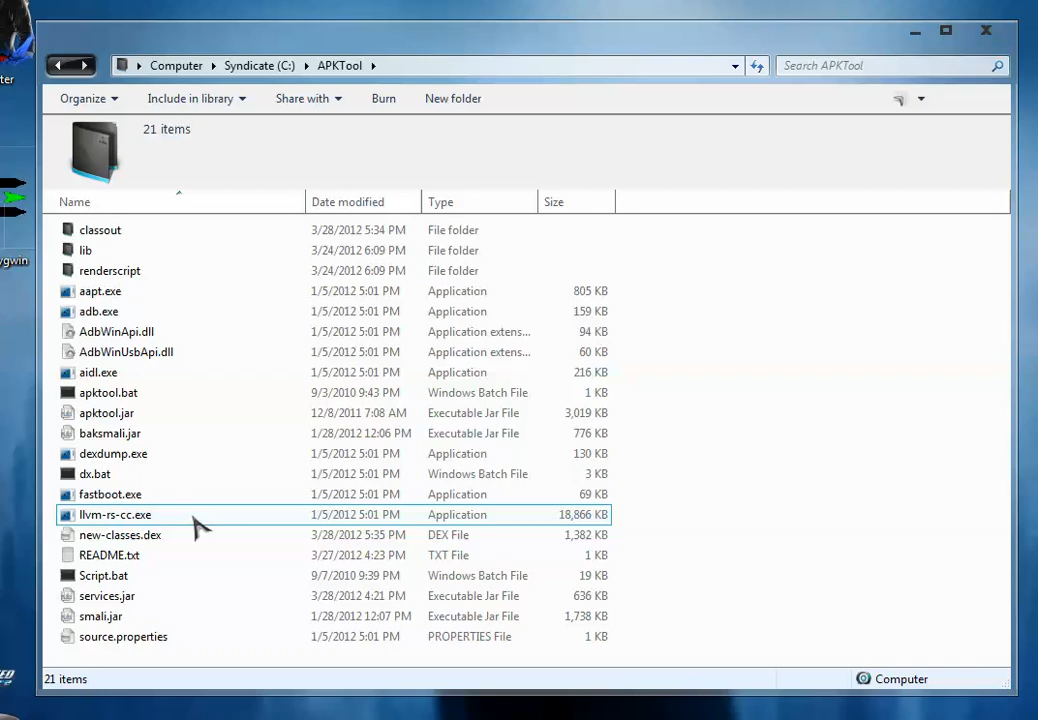 Computer Syndicate (C:) APKTool Search APKTool
Organize Include in library Share with Burn New folder
21 items
Name Date modified Type Size
classout 3/28/2012 5:34 PM File folder
lib 3/24/2012 6:09 PM File folder
renderscript 3/24/2012 6:09 PM File folder
aapt.exe 1/5/2012 5:01 PM Application 805 KB
adb.exe 1/5/2012 5:01 PM Application 159 KB
AdbWinApi.dll 1/5/2012 5:01 PM Application extens... 94 KB
AdbWinUsbApi.dll 1/5/2012 5:01 PM Application extens... 60 KB
aidl.exe 1/5/2012 5:01 PM Application 216 KB
apktool.bat 9/3/2010 9:43 PM Windows Batch File 1 KB
apktool.jar 12/8/2011 7:08 AM Executable Jar File 3,019 KB
baksmali.jar 1/28/2012 12:06 PM Executable Jar File 776 KB
dexdump.exe 1/5/2012 5:01 PM Application 130 KB
dx.bat 1/5/2012 5:01 PM Windows Batch File 3 KB
fastboot.exe 1/5/2012 5:01 PM Application 69 KB
llvm-rs-cc.exe 1/5/2012 5:01 PM Application 18,866 KB
new-classes.dex 3/28/2012 5:35 PM DEX File 1,382 KB
README.txt 3/27/2012 4:23 PM TXT File 1 KB
Script.bat 9/7/2010 9:39 PM Windows Batch File 19 KB
services.jar 3/28/2012 4:21 PM Executable Jar File 636 KB
smali.jar 1/28/2012 12:07 PM Executable Jar File 1,738 KB
source.properties 1/5/2012 5:01 PM PROPERTIES File 1 KB
21 items Computer
ter
ygwin